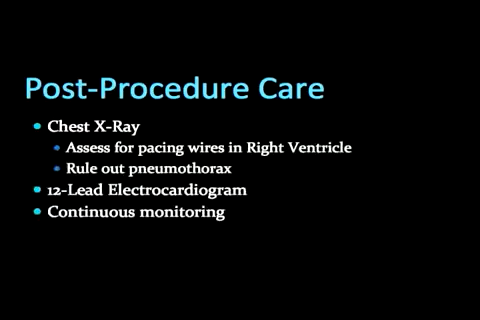 Post-Procedure Care
Chest X-Ray
Assess for pacing wires in Right Ventricle
Rule out pneumothorax
12-Lead Electrocardiogram
Continuous monitoring